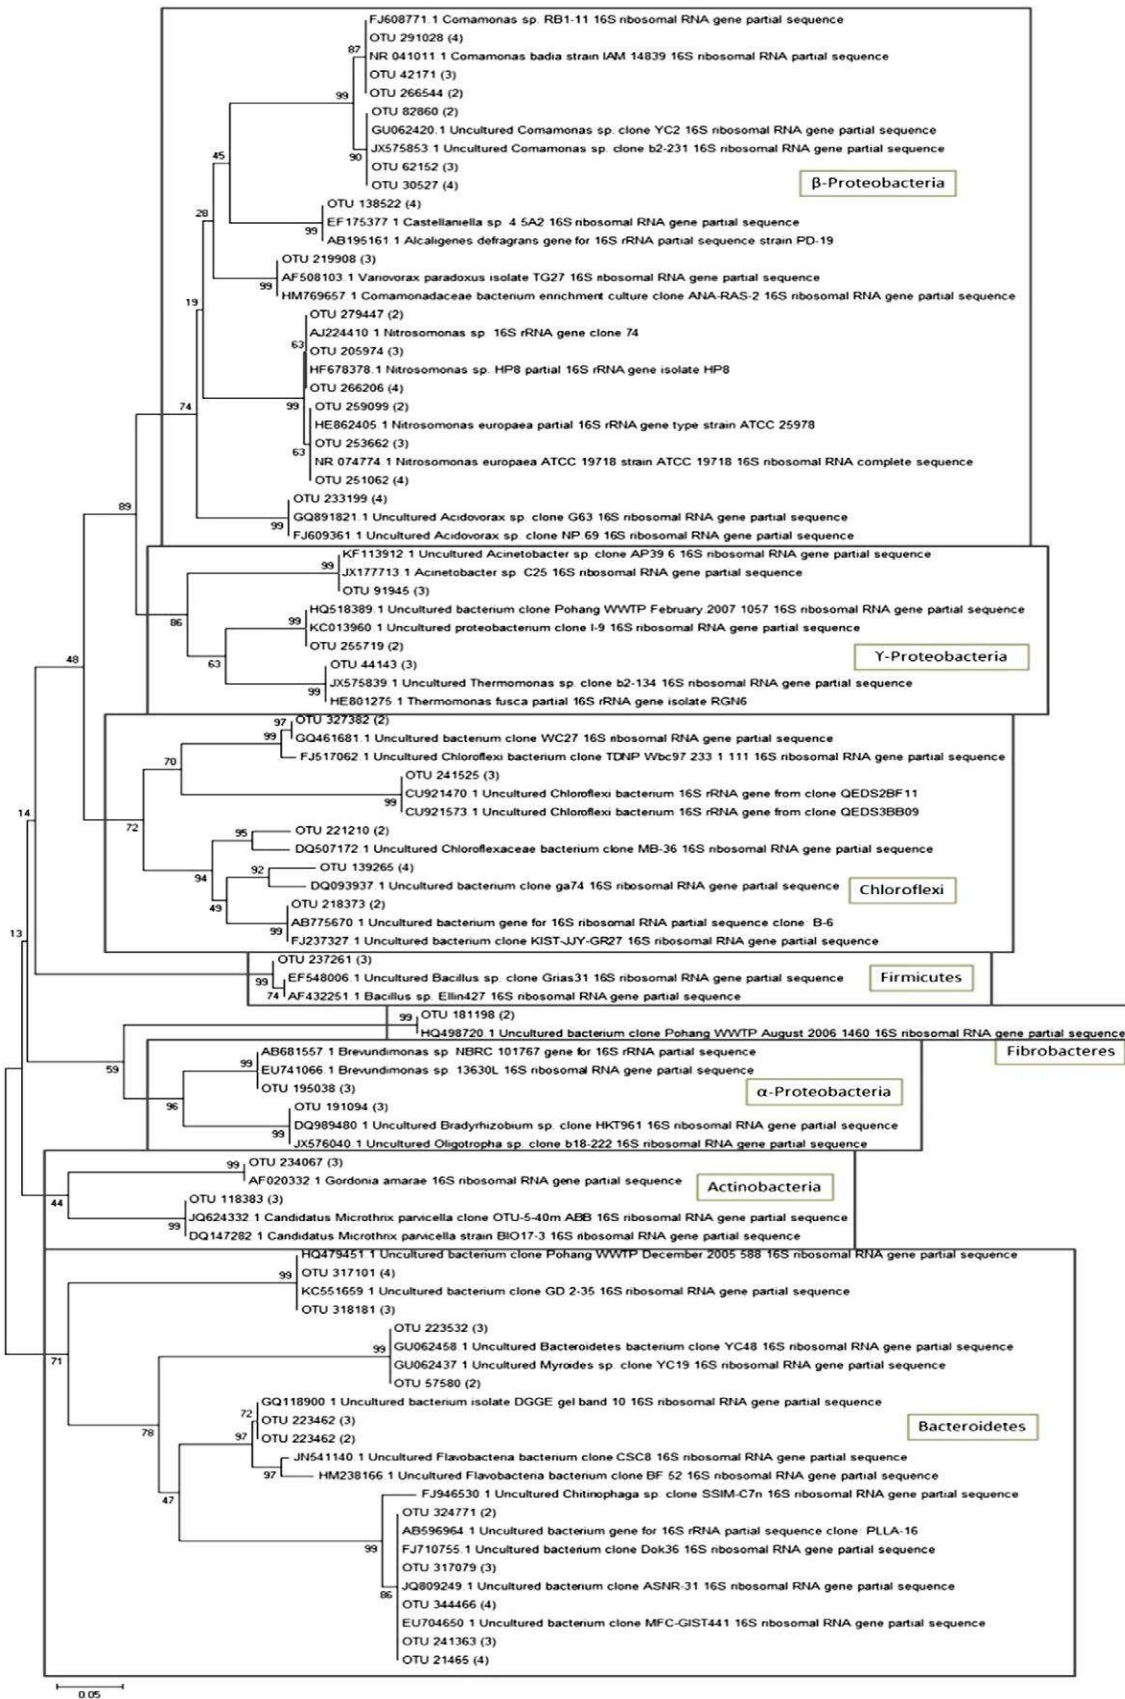 FJ608771.1 Comamonas sp. RB1-11 16S ribosomal RNA gene partial sequence
OTU 291028 (4)
87
NR 041011.1 Comamonas badia strain IAM 14839 16S ribosomal RNA partial sequence
OTU 42171 (3)
99
OTU 266544 (2)
OTU 82860 (2)
GU062420.1 Uncultured Comamonas sp. clone YC2 16S ribosomal RNA gene partial sequence
JX575853.1 Uncultured Comamonas sp. clone b2-231 16S ribosomal RNA gene partial sequence
45
90
OTU 62152 (3)
OTU 30527 (4)
β-Proteobacteria
OTU 138522 (4)
28
EF175377.1 Castellaniella sp. 4.5A2 16S ribosomal RNA gene partial sequence
99
AB195161.1 Alcaligenes defragrans gene for 16S rRNA partial sequence strain PD-19
OTU 219908 (3)
AF508103.1 Variovorax paradoxus isolate TG27 16S ribosomal RNA gene partial sequence
99
HM769657.1 Comamonadaceae bacterium enrichment culture clone ANA-RAS-2 16S ribosomal RNA gene partial sequence
19
OTU 279447 (2)
AJ224410.1 Nitrosomonas sp. 16S rRNA gene clone 74
63
OTU 205974 (3)
HF678378.1 Nitrosomonas sp. HP8 partial 16S rRNA gene isolate HP8
OTU 266206 (4)
74
99
OTU 259099 (2)
HE862405.1 Nitrosomonas europaea partial 16S rRNA gene type strain ATCC 25978
OTU 253662 (3)
63
NR 074774.1 Nitrosomonas europaea ATCC 19718 strain ATCC 19718 16S ribosomal RNA complete sequence
OTU 251062 (4)
OTU 233199 (4)
89
GQ891821.1 Uncultured Acidovorax sp. clone G63 16S ribosomal RNA gene partial sequence
99
FJ609361.1 Uncultured Acidovorax sp. clone NP 69 16S ribosomal RNA gene partial sequence
KF113912.1 Uncultured Acinetobacter sp. clone AP39 6 16S ribosomal RNA gene partial sequence
99
JX177713.1 Acinetobacter sp. C25 16S ribosomal RNA gene partial sequence
OTU 91945 (3)
HQ518389.1 Uncultured bacterium clone Pohang WWTP February 2007 1057 16S ribosomal RNA gene partial sequence
86
99
KC013960.1 Uncultured proteobacterium clone I-9 16S ribosomal RNA gene partial sequence
OTU 255719 (2)
48
63
OTU 44143 (3)
ϒ-Proteobacteria
JX575839.1 Uncultured Thermomonas sp. clone b2-134 16S ribosomal RNA gene partial sequence
99
HE801275.1 Thermomonas fusca partial 16S rRNA gene isolate RGN6
97
OTU 327382 (2)
99
GQ461681.1 Uncultured bacterium clone WC27 16S ribosomal RNA gene partial sequence
FJ517062.1 Uncultured Chloroflexi bacterium clone TDNP Wbc97 233 1 111 16S ribosomal RNA gene partial sequence
70
OTU 241525 (3)
CU921470.1 Uncultured Chloroflexi bacterium 16S rRNA gene from clone QEDS2BF11
99
CU921573.1 Uncultured Chloroflexi bacterium 16S rRNA gene from clone QEDS3BB09
14
72
95
OTU 221210 (2)
DQ507172.1 Uncultured Chloroflexaceae bacterium clone MB-36 16S ribosomal RNA gene partial sequence
94
92
OTU 139265 (4)
DQ093937.1 Uncultured bacterium clone ga74 16S ribosomal RNA gene partial sequence
Chloroflexi
49
OTU 218373 (2)
AB775670.1 Uncultured bacterium gene for 16S ribosomal RNA partial sequence clone: B-6
99
FJ237327.1 Uncultured bacterium clone KIST-JJY-GR27 16S ribosomal RNA gene partial sequence
13
OTU 237261 (3)
99
EF548006.1 Uncultured Bacillus sp. clone Grias31 16S ribosomal RNA gene partial sequence
Firmicutes
74
AF432251.1 Bacillus sp. Ellin427 16S ribosomal RNA gene partial sequence
99
OTU 181198 (2)
HQ498720.1 Uncultured bacterium clone Pohang WWTP August 2006 1460 16S ribosomal RNA gene partial sequence
Fibrobacteres
AB681557.1 Brevundimonas sp. NBRC 101767 gene for 16S rRNA partial sequence
59
99
EU741066.1 Brevundimonas sp. 13630L 16S ribosomal RNA gene partial sequence
OTU 195038 (3)
α-Proteobacteria
96
OTU 191094 (3)
DQ989480.1 Uncultured Bradyrhizobium sp. clone HKT961 16S ribosomal RNA gene partial sequence
99
JX576040.1 Uncultured Oligotropha sp. clone b18-222 16S ribosomal RNA gene partial sequence
99
OTU 234067 (3)
AF020332.1 Gordonia amarae 16S ribosomal RNA gene partial sequence
Actinobacteria
44
OTU 118383 (3)
JQ624332.1 Candidatus Microthrix parvicella clone OTU-5-40m ABB 16S ribosomal RNA gene partial sequence
99
DQ147282.1 Candidatus Microthrix parvicella strain BIO17-3 16S ribosomal RNA gene partial sequence
HQ479451.1 Uncultured bacterium clone Pohang WWTP December 2005 588 16S ribosomal RNA gene partial sequence
99
OTU 317101 (4)
KC551659.1 Uncultured bacterium clone GD 2-35 16S ribosomal RNA gene partial sequence
OTU 318181 (3)
OTU 223532 (3)
99
GU062458.1 Uncultured Bacteroidetes bacterium clone YC48 16S ribosomal RNA gene partial sequence
71
GU062437.1 Uncultured Myroides sp. clone YC19 16S ribosomal RNA gene partial sequence
OTU 57580 (2)
GQ118900.1 Uncultured bacterium isolate DGGE gel band 10 16S ribosomal RNA gene partial sequence
72
OTU 223462 (3)
Bacteroidetes
78
97
OTU 223462 (2)
JN541140.1 Uncultured Flavobacteria bacterium clone CSC8 16S ribosomal RNA gene partial sequence
97
HM238166.1 Uncultured Flavobacteria bacterium clone BF 52 16S ribosomal RNA gene partial sequence
47
FJ946530.1 Uncultured Chitinophaga sp. clone SSIM-C7n 16S ribosomal RNA gene partial sequence
OTU 324771 (2)
AB596964.1 Uncultured bacterium gene for 16S rRNA partial sequence clone: PLLA-16
99
FJ710755.1 Uncultured bacterium clone Dok36 16S ribosomal RNA gene partial sequence
OTU 317079 (3)
JQ809249.1 Uncultured bacterium clone ASNR-31 16S ribosomal RNA gene partial sequence
86
OTU 344466 (4)
EU704650.1 Uncultured bacterium clone MFC-GIST441 16S ribosomal RNA gene partial sequence
OTU 241363 (3)
OTU 21465 (4)
0.05